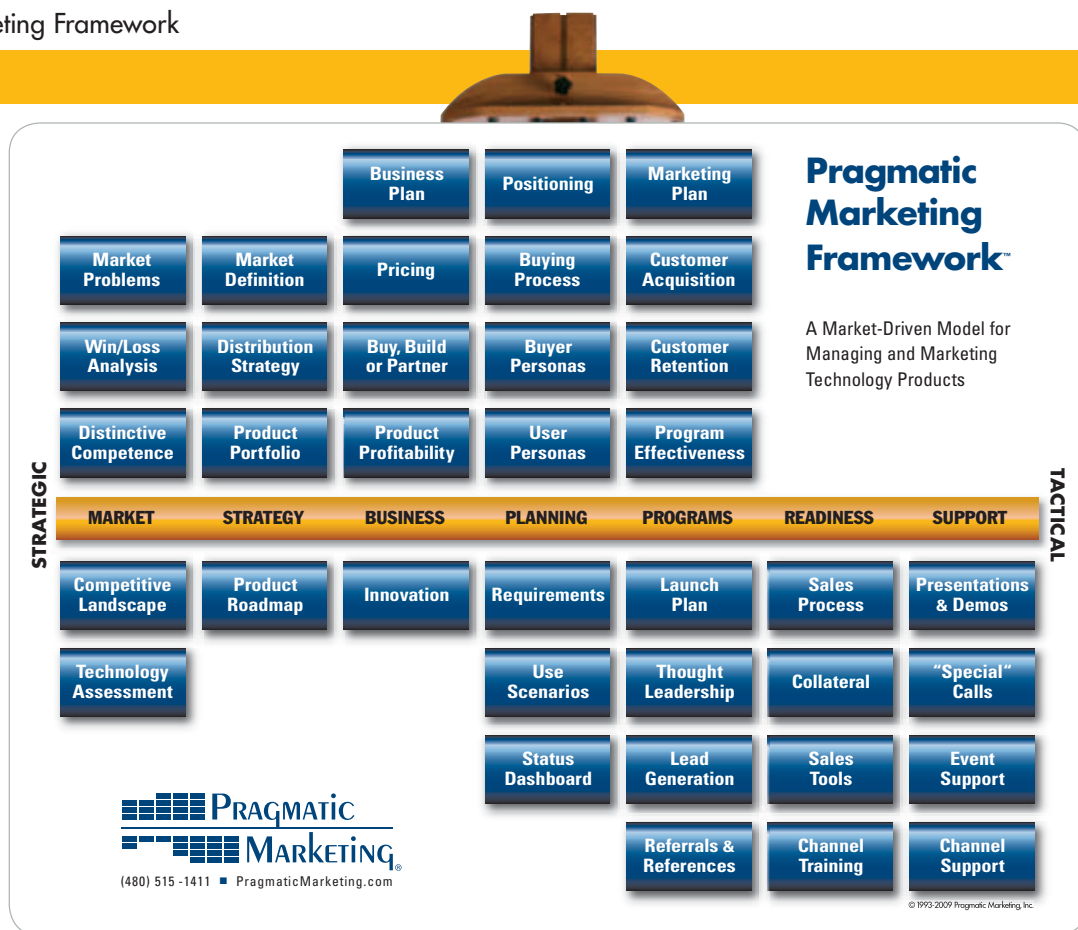 eting Framework
Business
Plan
Positioning
Marketing
Plan
Pragmatic
Marketing
Framework™
Market
Problems
Market
Definition
Pricing
Buying
Process
Customer
Acquisition
A Market-Driven Model for
Managing and Marketing
Technology Products
Win/Loss
Analysis
Distribution
Strategy
Buy, Build
or Partner
Buyer
Personas
Customer
Retention
Distinctive
Competence
Product
Portfolio
Product
Profitability
User
Personas
Program
Effectiveness
STRATEGIC
MARKET
STRATEGY
BUSINESS
PLANNING
PROGRAMS
READINESS
SUPPORT
TACTICAL
Competitive
Landscape
Product
Roadmap
Innovation
Requirements
Launch
Plan
Sales
Process
Presentations
& Demos
Technology
Assessment
Use
Scenarios
Thought
Leadership
Collateral
“Special“
Calls
Status
Dashboard
Lead
Generation
Sales
Tools
Event
Support
Referrals &
References
Channel
Training
Channel
Support
PRAGMATIC
MARKETING®
(480) 515 -1411 ■ PragmaticMarketing.com
© 1993-2009 Pragmatic Marketing, Inc.